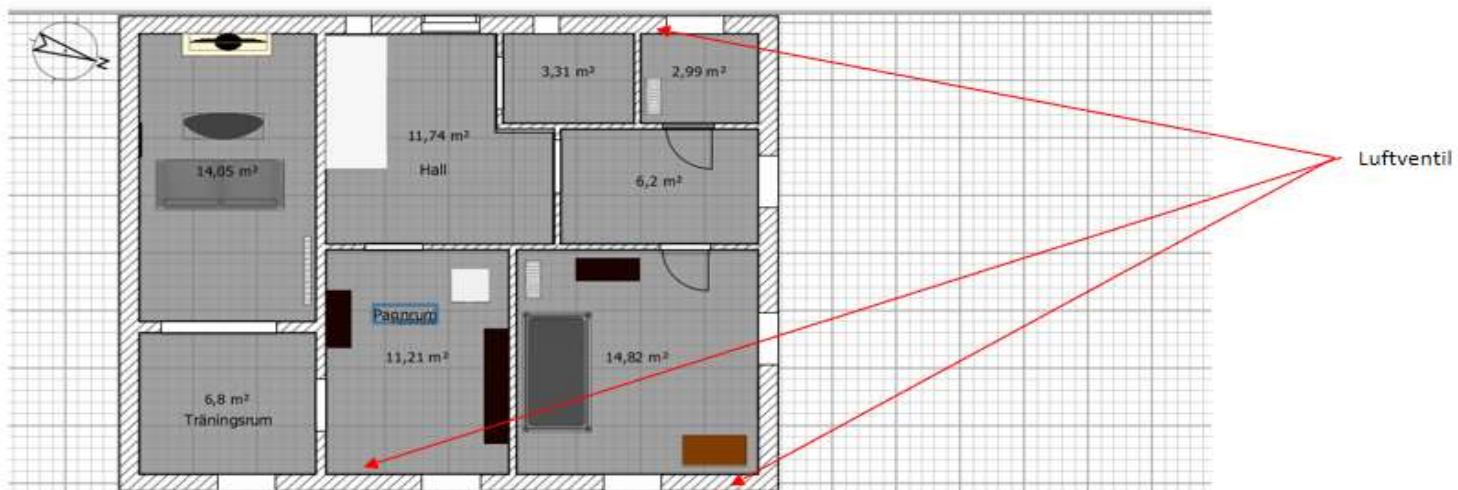 3,31 m²
2,99 m²
11,74 m²
Hall
Luftventil
14,05 m²
6,2 m²
Pannrum
11,21 m²
14,82 m²
6,8 m²
Träningsrum
N